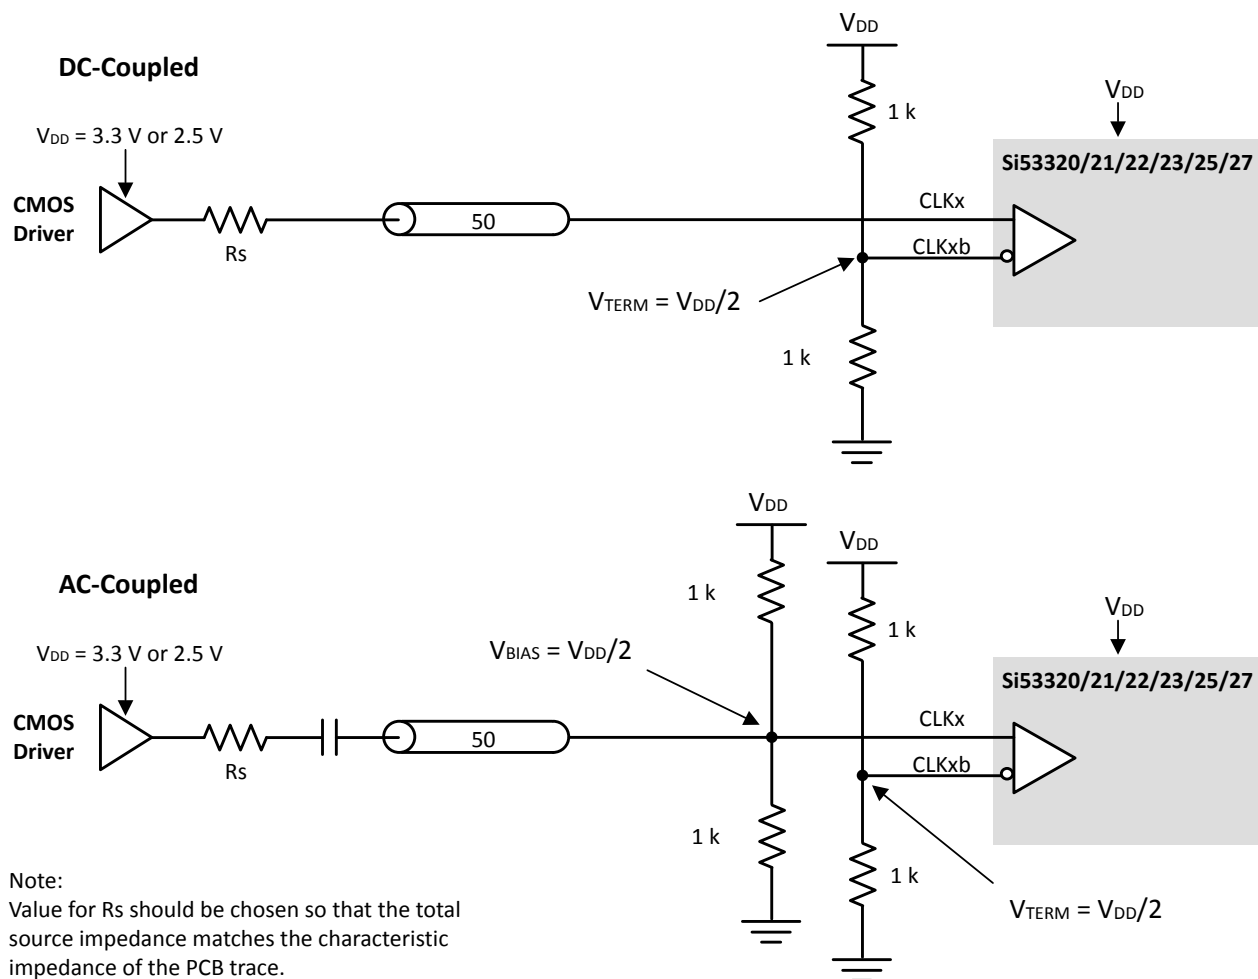 VDD
DC-Coupled
1 k
VDD
VDD = 3.3 V or 2.5 V
Si53320/21/22/23/25/27
CMOS
Driver
Rs
50
CLKx
CLKxb
VTERM = VDD/2
1 k
VDD
VDD
AC-Coupled
1 k
1 k
VDD
VDD = 3.3 V or 2.5 V
VBIAS = VDD/2
Si53320/21/22/23/25/27
CMOS
Driver
Rs
50
CLKx
CLKxb
1 k
1 k
VTERM = VDD/2
Note:
Value for Rs should be chosen so that the total
source impedance matches the characteristic
impedance of the PCB trace.